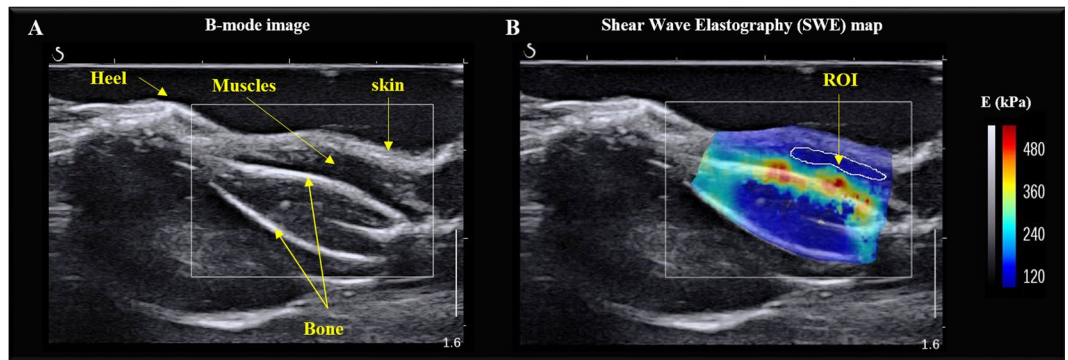 A
B-mode image
B
Shear Wave Elastography (SWE) map
Heel
Muscles
skin
Bone
1.6
ROI
1.6
E (kPa)
480
360
240
120